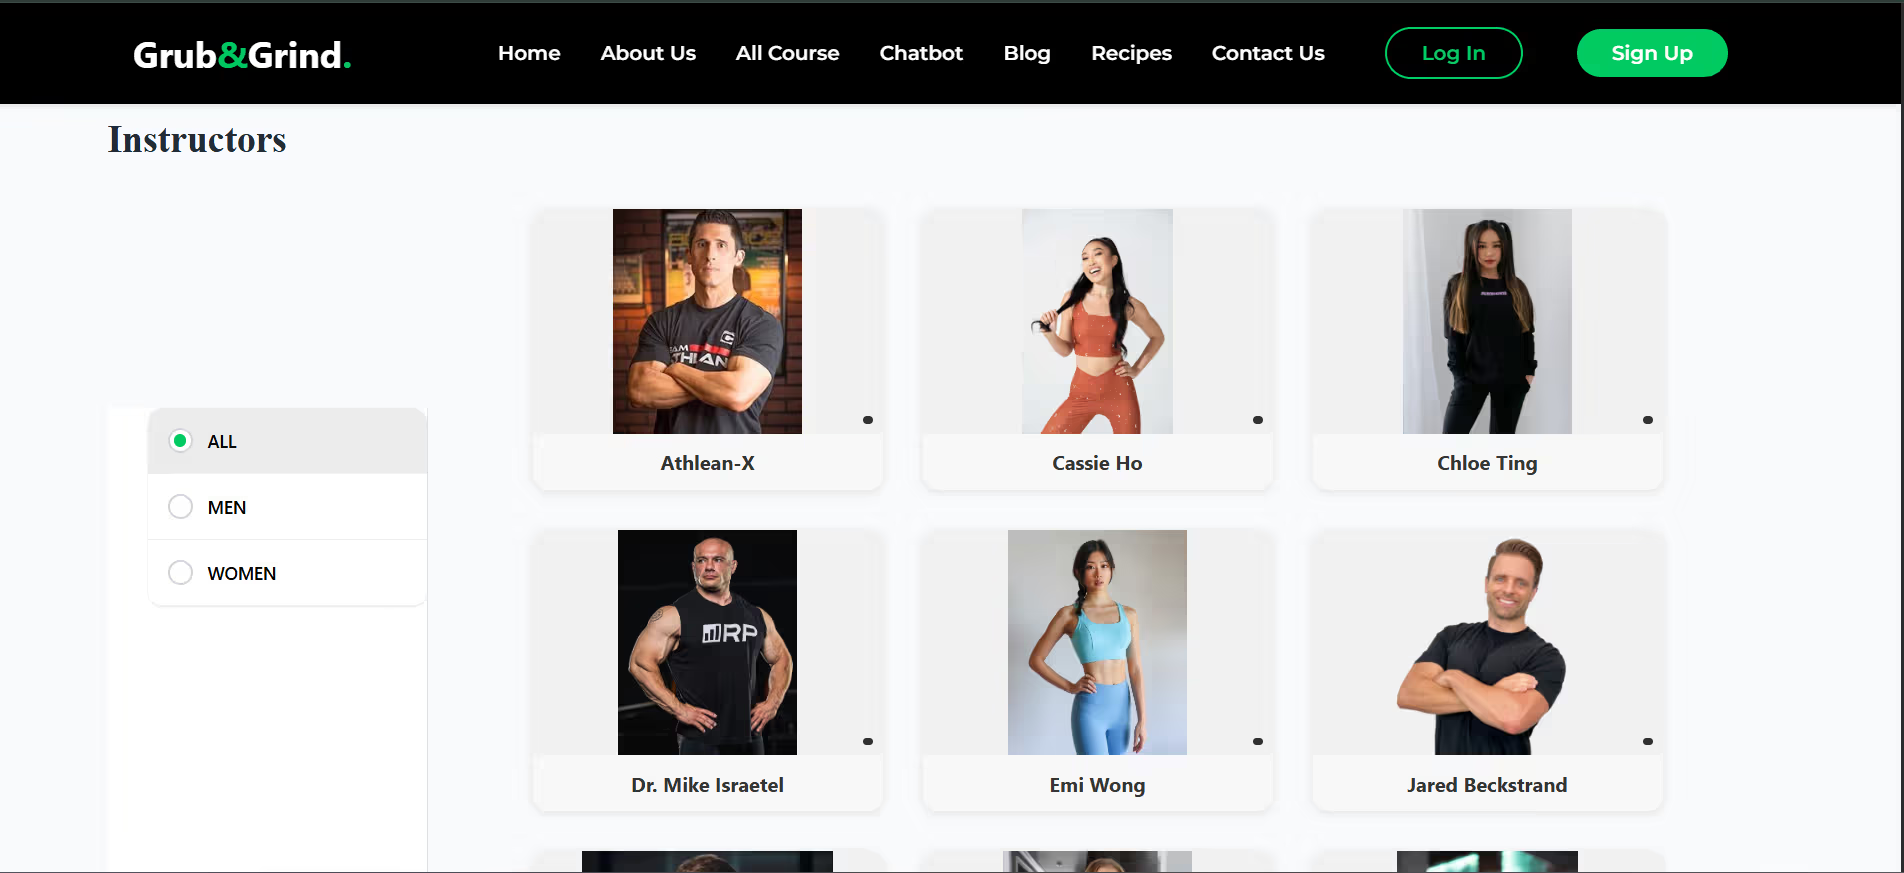 Grub&Grind.
Home About Us All Course Chatbot Blog Recipes Contact Us Log In Sign Up
Instructors
ALL
MEN
WOMEN
Athlean-X
Cassie Ho
Chloe Ting
RP
Dr. Mike Israetel
Emi Wong
Jared Beckstrand